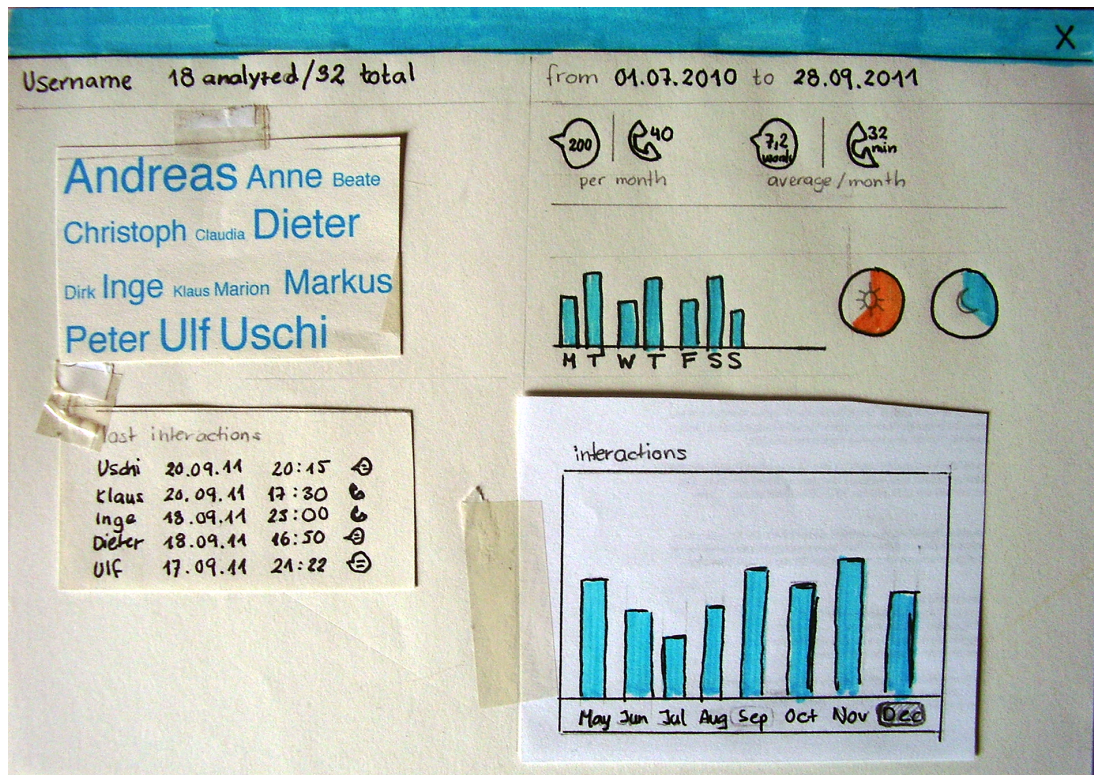 X
Username 18 analyzed/32 total
from 01.07.2010 to 28.09.2011
Andreas Anne Beate
Christoph Claudia Dieter
Dirk Inge Klaus Marion Markus
Peter Ulf Uschi
last interactions
Uschi 20.09.11 20:15
Klaus 20.09.11 17:30
Inge 18.09.11 23:00
Dieter 18.09.11 16:50
Ulf 17.09.11 21:22
200 40
per month
7,2 words 32 min
average/month
M T W T F S S
interactions
May Jun Jul Aug Sep Oct Nov Dec